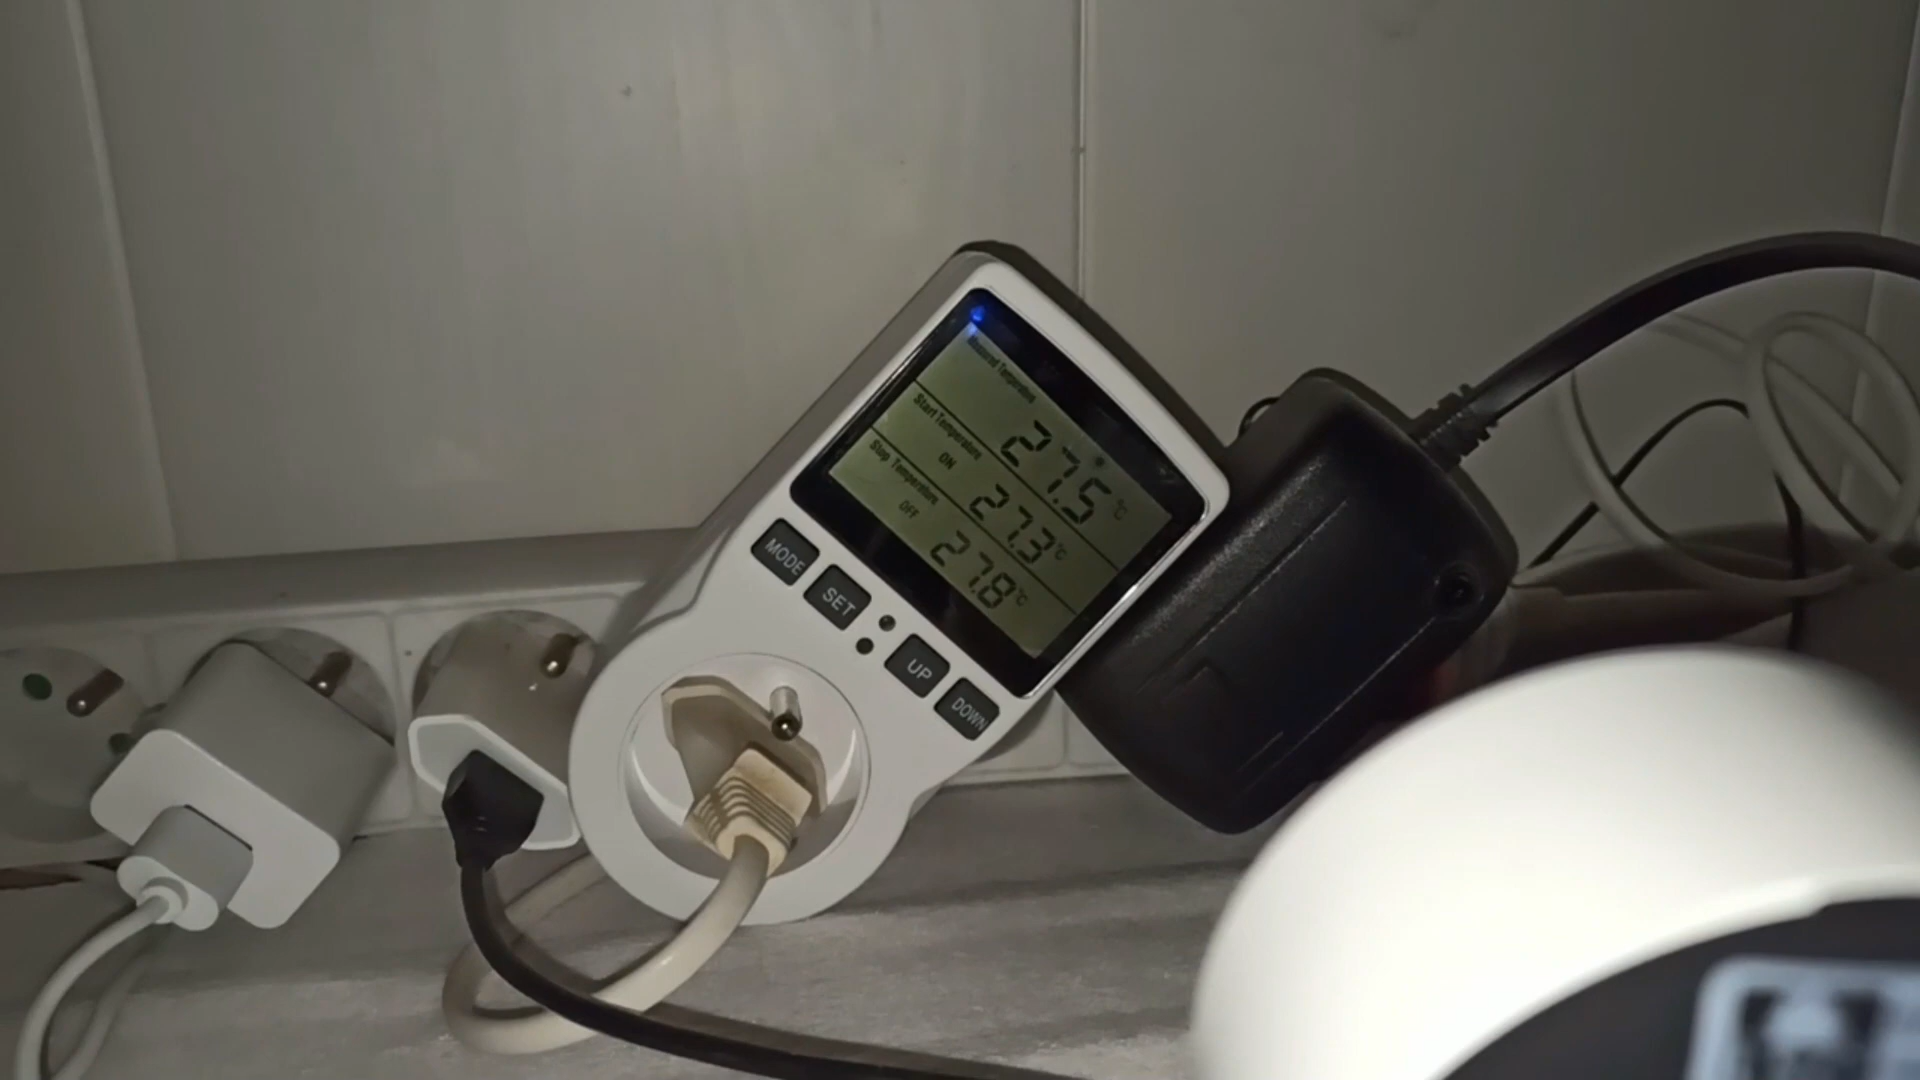 Measured Temperature
27.5 °C
Start Temperature
ON
27.3 °C
Stop Temperature
OFF
27.8 °C
MODE
SET
UP
DOWN